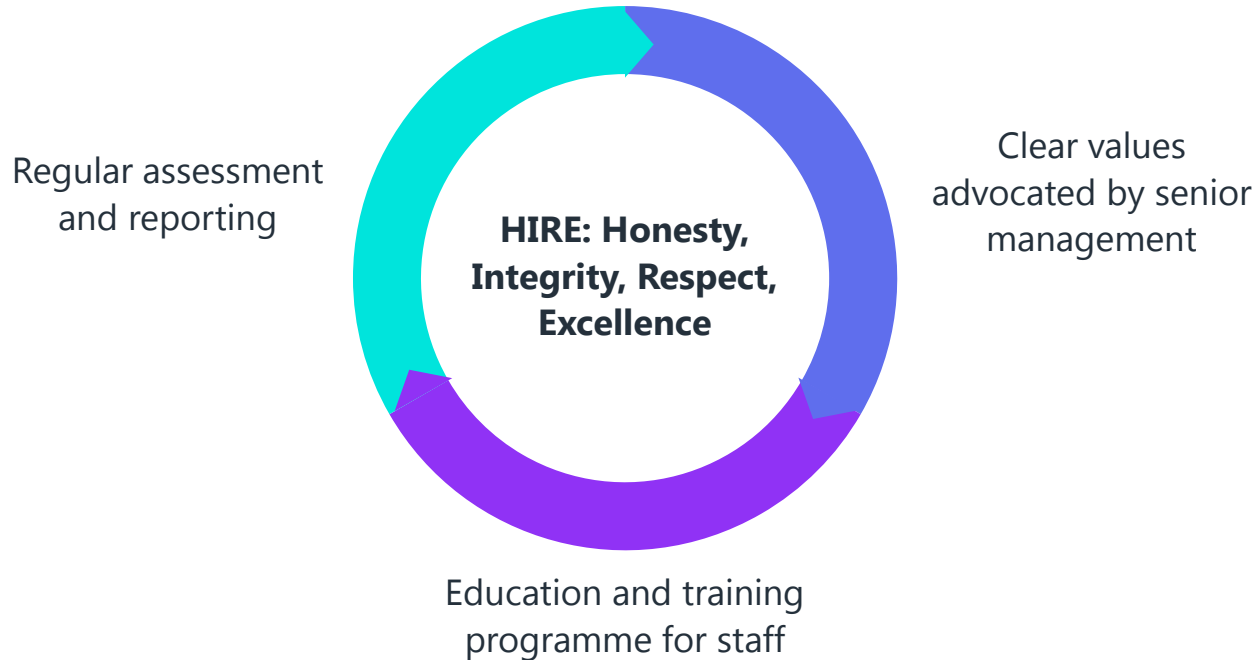 Regular assessment
and reporting
HIRE: Honesty,
Integrity, Respect,
Excellence
Clear values
advocated by senior
management
Education and training
programme for staff